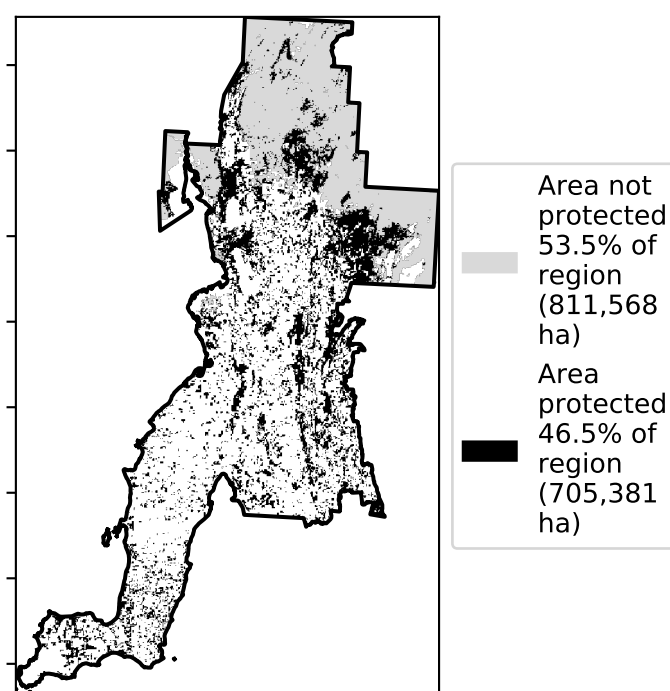 Area not
protected
53.5% of
region
(811,568
ha)
Area
protected
46.5% of
region
(705,381
ha)